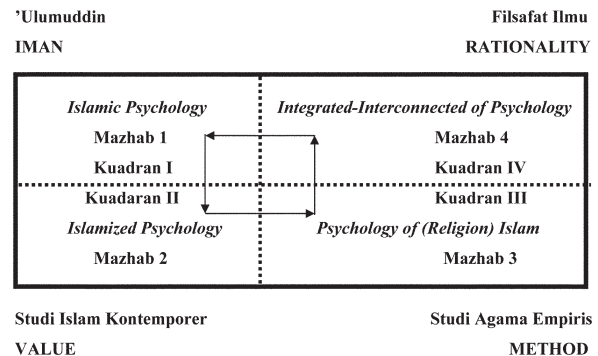 ’Ulumuddin
IMAN
Filsafat Ilmu
RATIONALITY
Islamic Psychology
Mazhab 1
Kuadran I
Integrated-Interconnected of Psychology
Mazhab 4
Kuadran IV
Kuadaran II
Islamized Psychology
Mazhab 2
Kuadran III
Psychology of (Religion) Islam
Mazhab 3
Studi Islam Kontemporer
VALUE
Studi Agama Empiris
METHOD